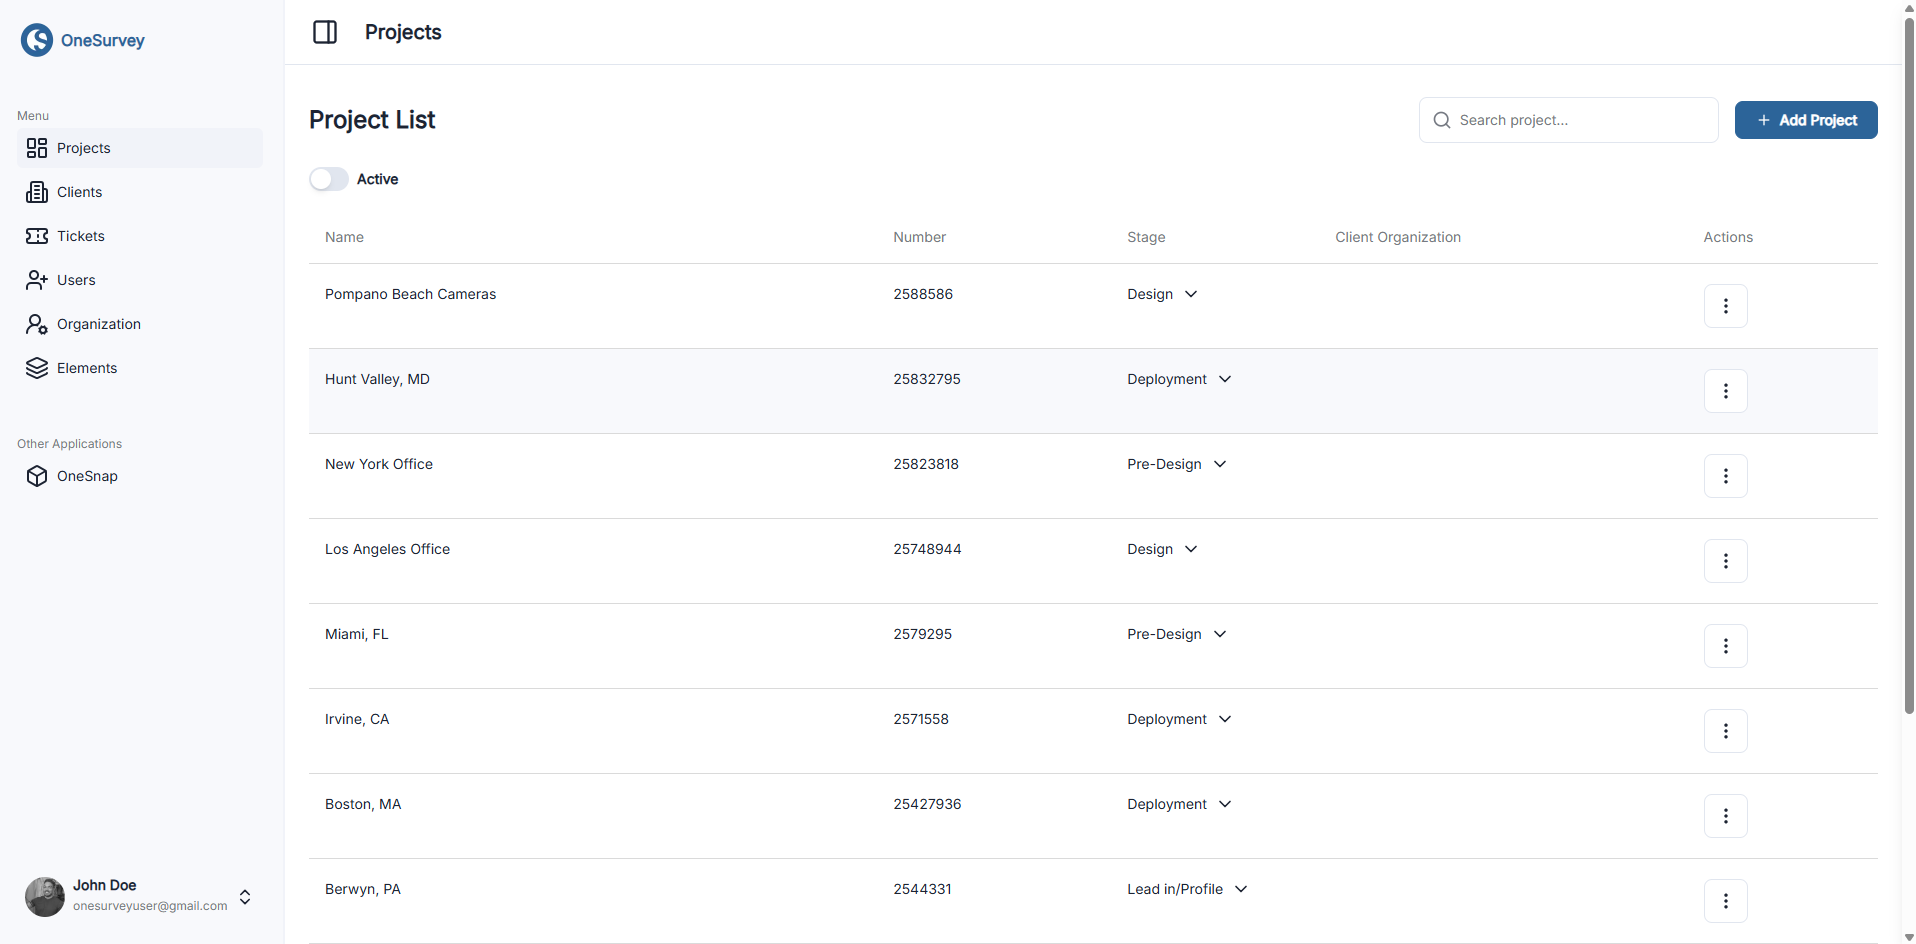 OneSurvey
Menu
Projects
Clients
Tickets
Users
Organization
Elements
Other Applications
OneSnap
John Doe
onesurveyuser@gmail.com
Projects
Project List
Search project...
+ Add Project
Active
Name Number Stage Client Organization Actions
Pompano Beach Cameras 2588586 Design
Hunt Valley, MD 25832795 Deployment
New York Office 25823818 Pre-Design
Los Angeles Office 25748944 Design
Miami, FL 2579295 Pre-Design
Irvine, CA 2571558 Deployment
Boston, MA 25427936 Deployment
Berwyn, PA 2544331 Lead in/Profile